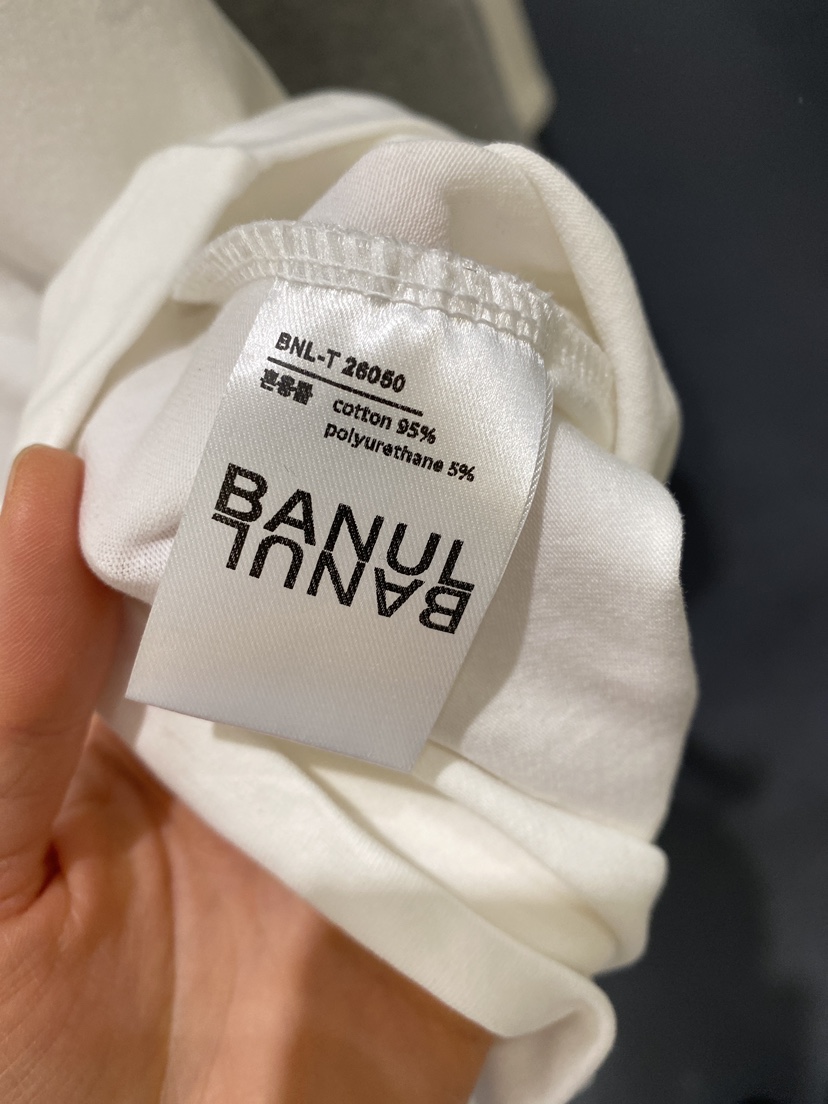 BNL-T 26050
혼용률
cotton 95%
polyurethane 5%
BANUL
BANUL